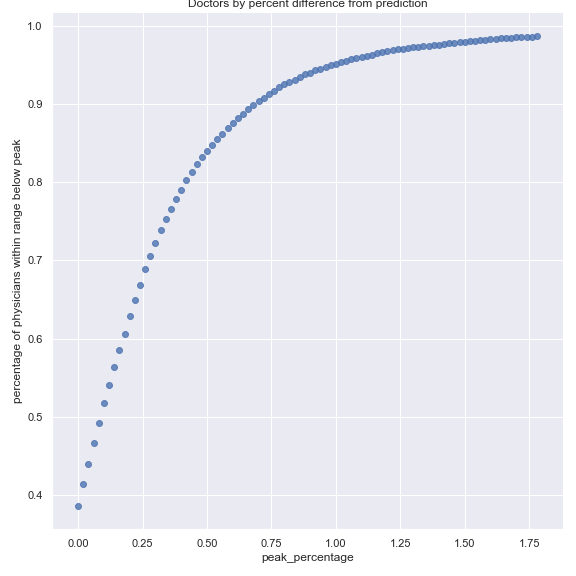 Doctors by percent difference from prediction
1.0
0.9
0.8
0.7
0.6
0.5
0.4
percentage of physicians within range below peak
0.00 0.25 0.50 0.75 1.00 1.25 1.50 1.75
peak_percentage